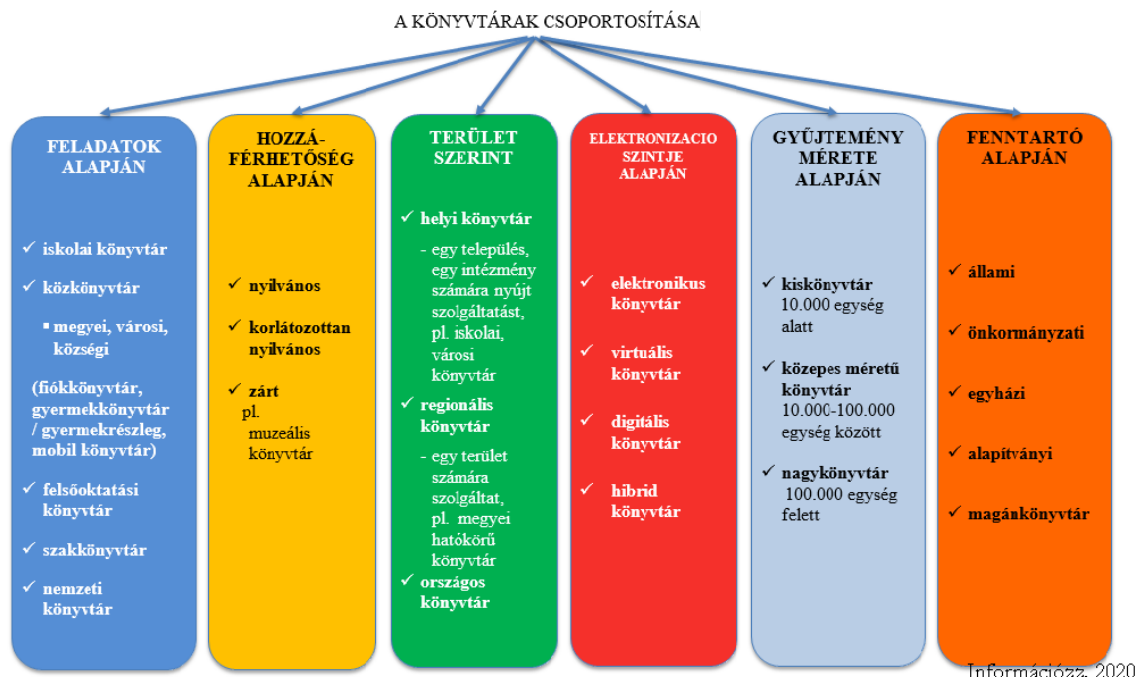 A KÖNYVTÁRAK CSOPORTOSÍTÁSA
FELADATOK
ALAPJÁN
✓ iskolai könyvtár
✓ közkönyvtár
▪ megyei, városi,
községi
(fiókkönyvtár,
gyermekkönyvtár
/ gyermekrészleg,
mobil könyvtár)
✓ felsőoktatási
könyvtár
✓ szakkönyvtár
✓ nemzeti
könyvtár
HOZZÁ-
FÉRHETŐSÉG
ALAPJÁN
✓ nyilvános
✓ korlátozottan
nyilvános
✓ zárt
pl.
muzeális
könyvtár
TERÜLET
SZERINT
✓ helyi könyvtár
- egy település,
egy intézmény
számára nyújt
szolgáltatást,
pl. iskolai,
városi
könyvtár
✓ regionális
könyvtár
- egy terület
számára
szolgáltat,
pl. megyei
hatókörű
könyvtár
✓ országos
könyvtár
ELEKTRONIZACIO
SZINTJE
ALAPJÁN
✓ elektronikus
könyvtár
✓ virtuális
könyvtár
✓ digitális
könyvtár
✓ hibrid
könyvtár
GYŰJTEMÉNY
MÉRETE
ALAPJÁN
✓ kiskönyvtár
10.000 egység
alatt
✓ közepes méretű
könyvtár
10.000-100.000
egység között
✓ nagykönyvtár
100.000 egység
felett
FENNTARTÓ
ALAPJÁN
✓ állami
✓ önkormányzati
✓ egyházi
✓ alapítványi
✓ magánkönyvtár
Információzz, 2020